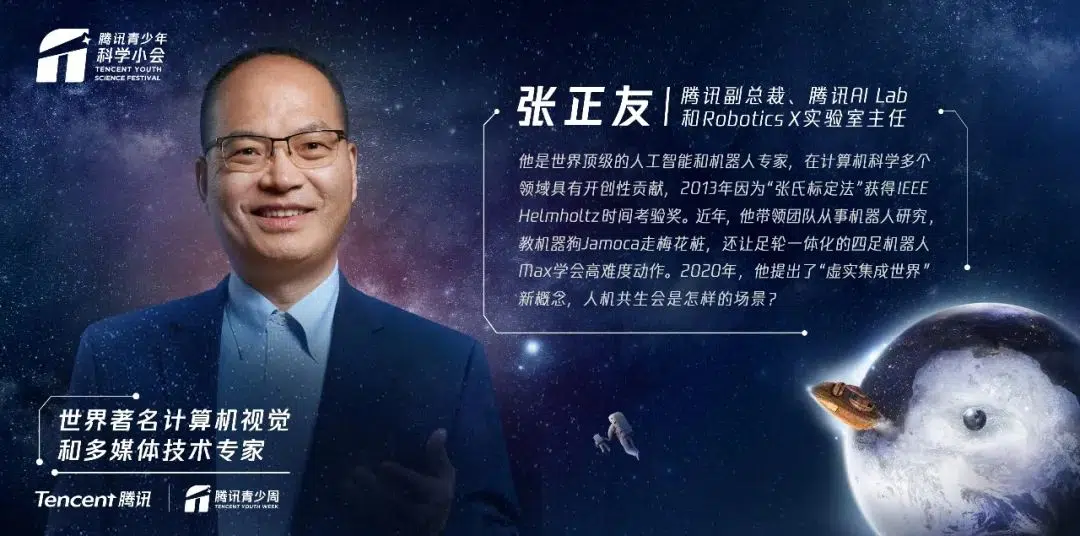 腾讯青少年
科学小会
TENCENT YOUTH
SCIENCE FESTIVAL
张正友
腾讯副总裁、腾讯AI Lab
和Robotics X实验室主任
他是世界顶级的人工智能和机器人专家，在计算机科学多个
领域具有开创性贡献，2013年因为“张氏标定法”获得IEEE
Helmholtz时间考验奖。近年，他带领团队从事机器人研究，
教机器狗Jamoca走梅花桩，还让足轮一体化的四足机器人
Max学会高难度动作。2020年，他提出了“虚实集成世界”
新概念，人机共生会是怎样的场景？
世界著名计算机视觉
和多媒体技术专家
Tencent 腾讯
腾讯青少周
TENCENT YOUTH WEEK